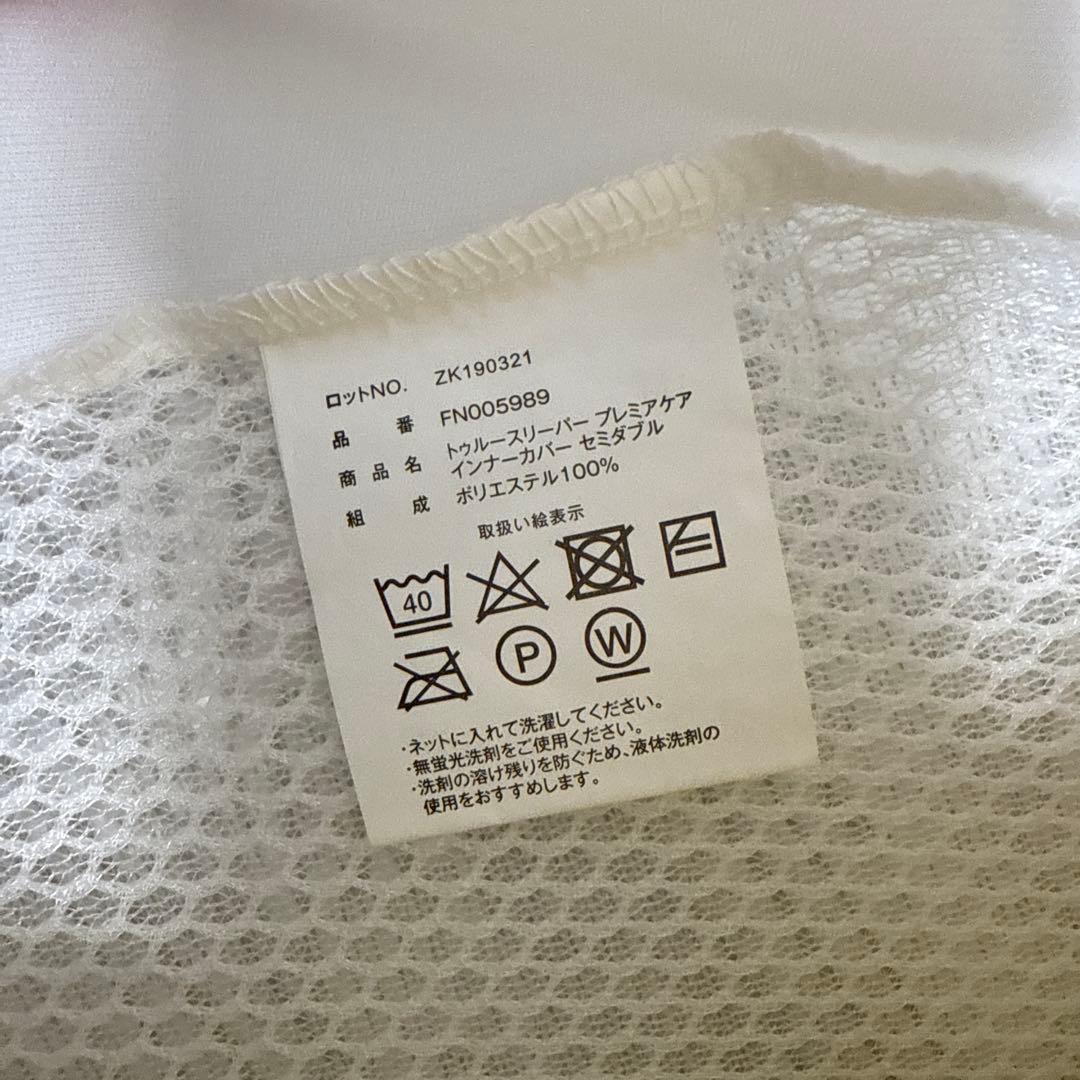 ロットNO. ZK190321
品番 FN005989
商品名 トゥルースリーパー プレミアケア
インナーカバー セミダブル
組成 ポリエステル100%
取扱い絵表示
40
P W
・ネットに入れて洗濯してください。
・無蛍光洗剤をご使用ください。
・洗剤の溶け残りを防ぐため、液体洗剤の
使用をおすすめします。